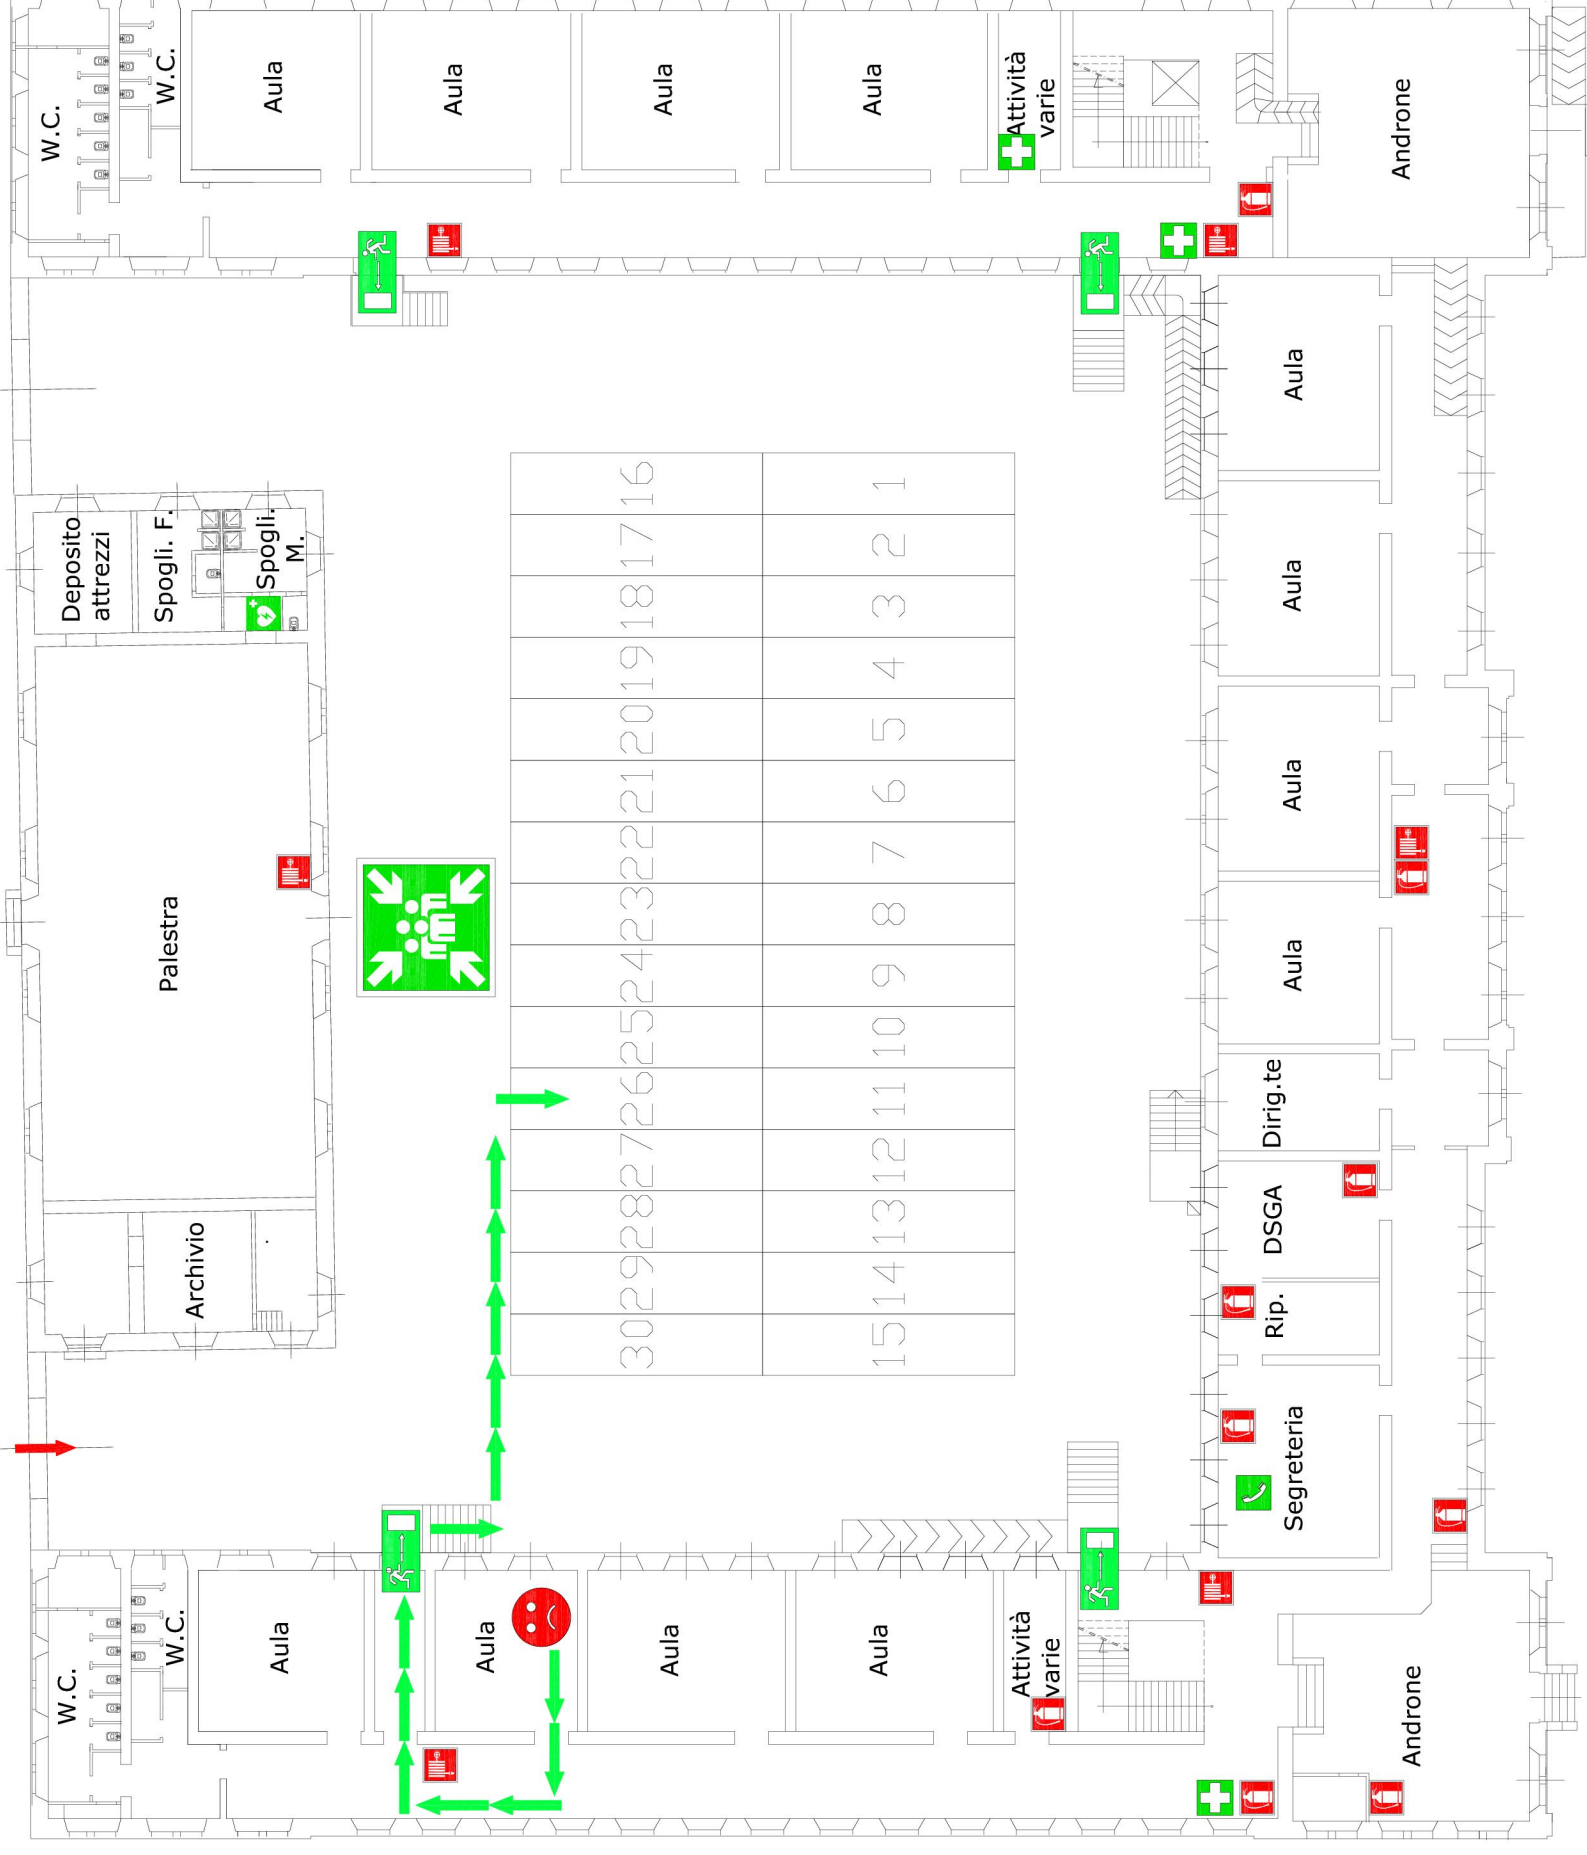 W.C.
W.C.
Aula
Aula
Aula
Aula
Attività
varie
Androne
Aula
Deposito
attrezzi
Spogli. F.
Spogli.
M.
16
1
17
2
18
3
19
4
20
5
21
6
22
7
23
8
24
9
25
10
26
11
27
12
28
13
29
14
30
15
Aula
Aula
Palestra
Aula
Dirig.te
Archivio
DSGA
Rip.
Segreteria
W.C.
W.C.
Aula
Aula
Aula
Aula
Attività
varie
Androne